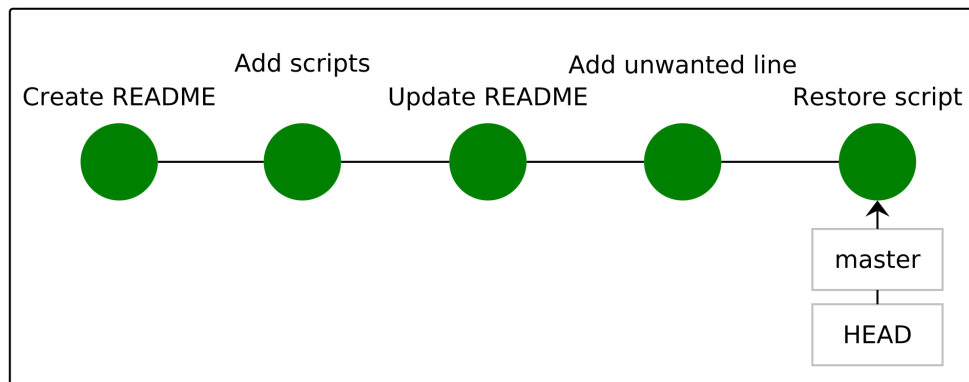 Add scripts
Add unwanted line
Create README
Update README
Restore script
master
HEAD